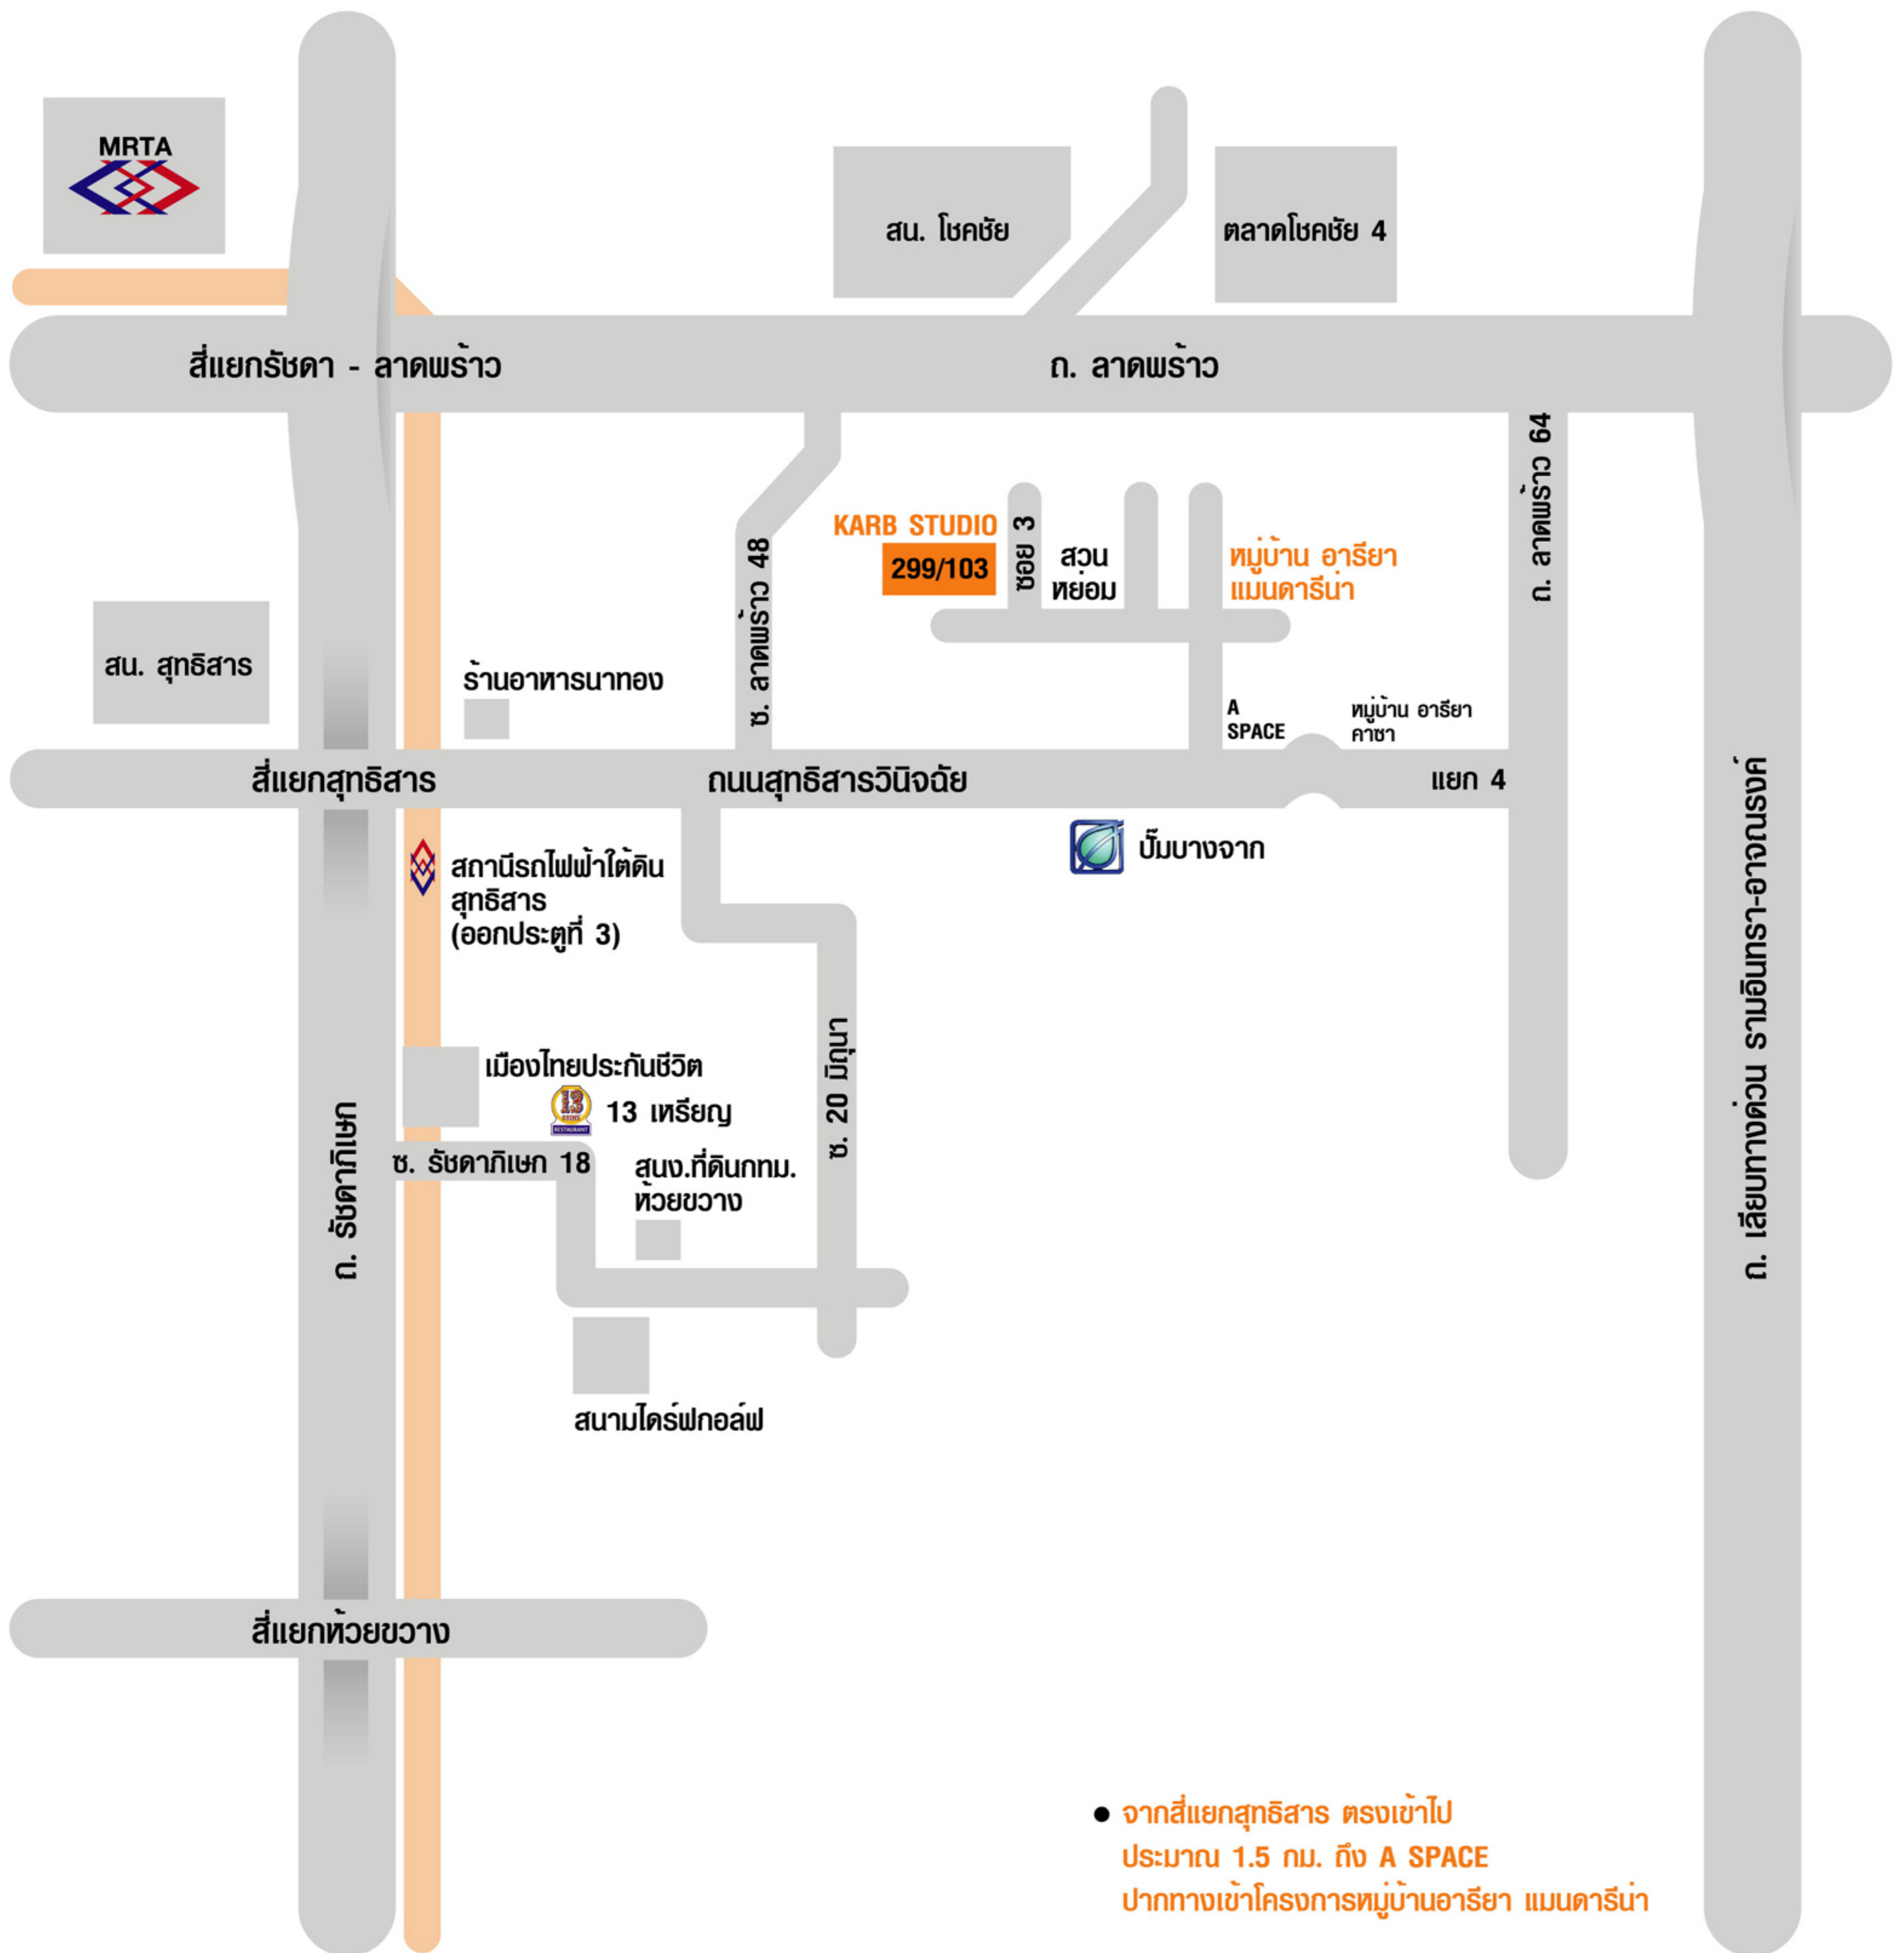 MRTA
สน. โชคชัย
ตลาดโชคชัย 4
สี่แยกรัชดา - ลาดพร้าว
ถ. ลาดพร้าว
ถ. ลาดพร้าว 64
KARB STUDIO
299/103
ซอย 3
สวน
หย่อม
หมู่บ้าน อารียา
แมนดารีน่า
ซ. ลาดพร้าว 48
สน. สุทธิสาร
ร้านอาหารนาทอง
A
SPACE
หมู่บ้าน อารียา
คาซา
สี่แยกสุทธิสาร
ถนนสุทธิสารวินิจฉัย
แยก 4
ปั๊มบางจาก
สถานีรถไฟฟ้าใต้ดิน
สุทธิสาร
(ออกประตูที่ 3)
ถ. เลียบทางด่วน รามอินทรา-อาจณรงค์
เมืองไทยประกันชีวิต
13
COINS
RESTAURANT
13 เหรียญ
ซ. 20 มิถุนา
ถ. รัชดาภิเษก
ซ. รัชดาภิเษก 18
สนง.ที่ดินกทม.
ห้วยขวาง
สนามไดร์ฟกอล์ฟ
สี่แยกห้วยขวาง
● จากสี่แยกสุทธิสาร ตรงเข้าไป
ประมาณ 1.5 กม. ถึง A SPACE
ปากทางเข้าโครงการหมู่บ้านอารียา แมนดารีน่า